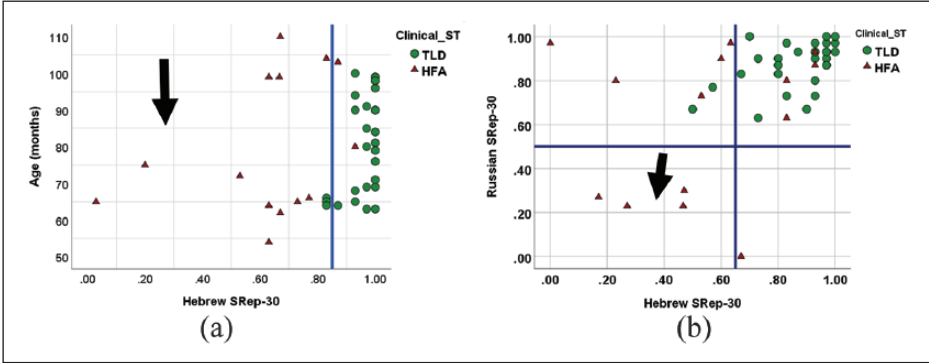 Clinical_ST
TLD
HFA
110
100
90
80
70
60
50
Age (months)
.00 .20 .40 .60 .80 1.00
Hebrew SRep-30
(a)
Clinical_ST
TLD
HFA
1.00
.80
.60
.40
.20
.00
Russian SRep-30
.00 .20 .40 .60 .80 1.00
Hebrew SRep-30
(b)